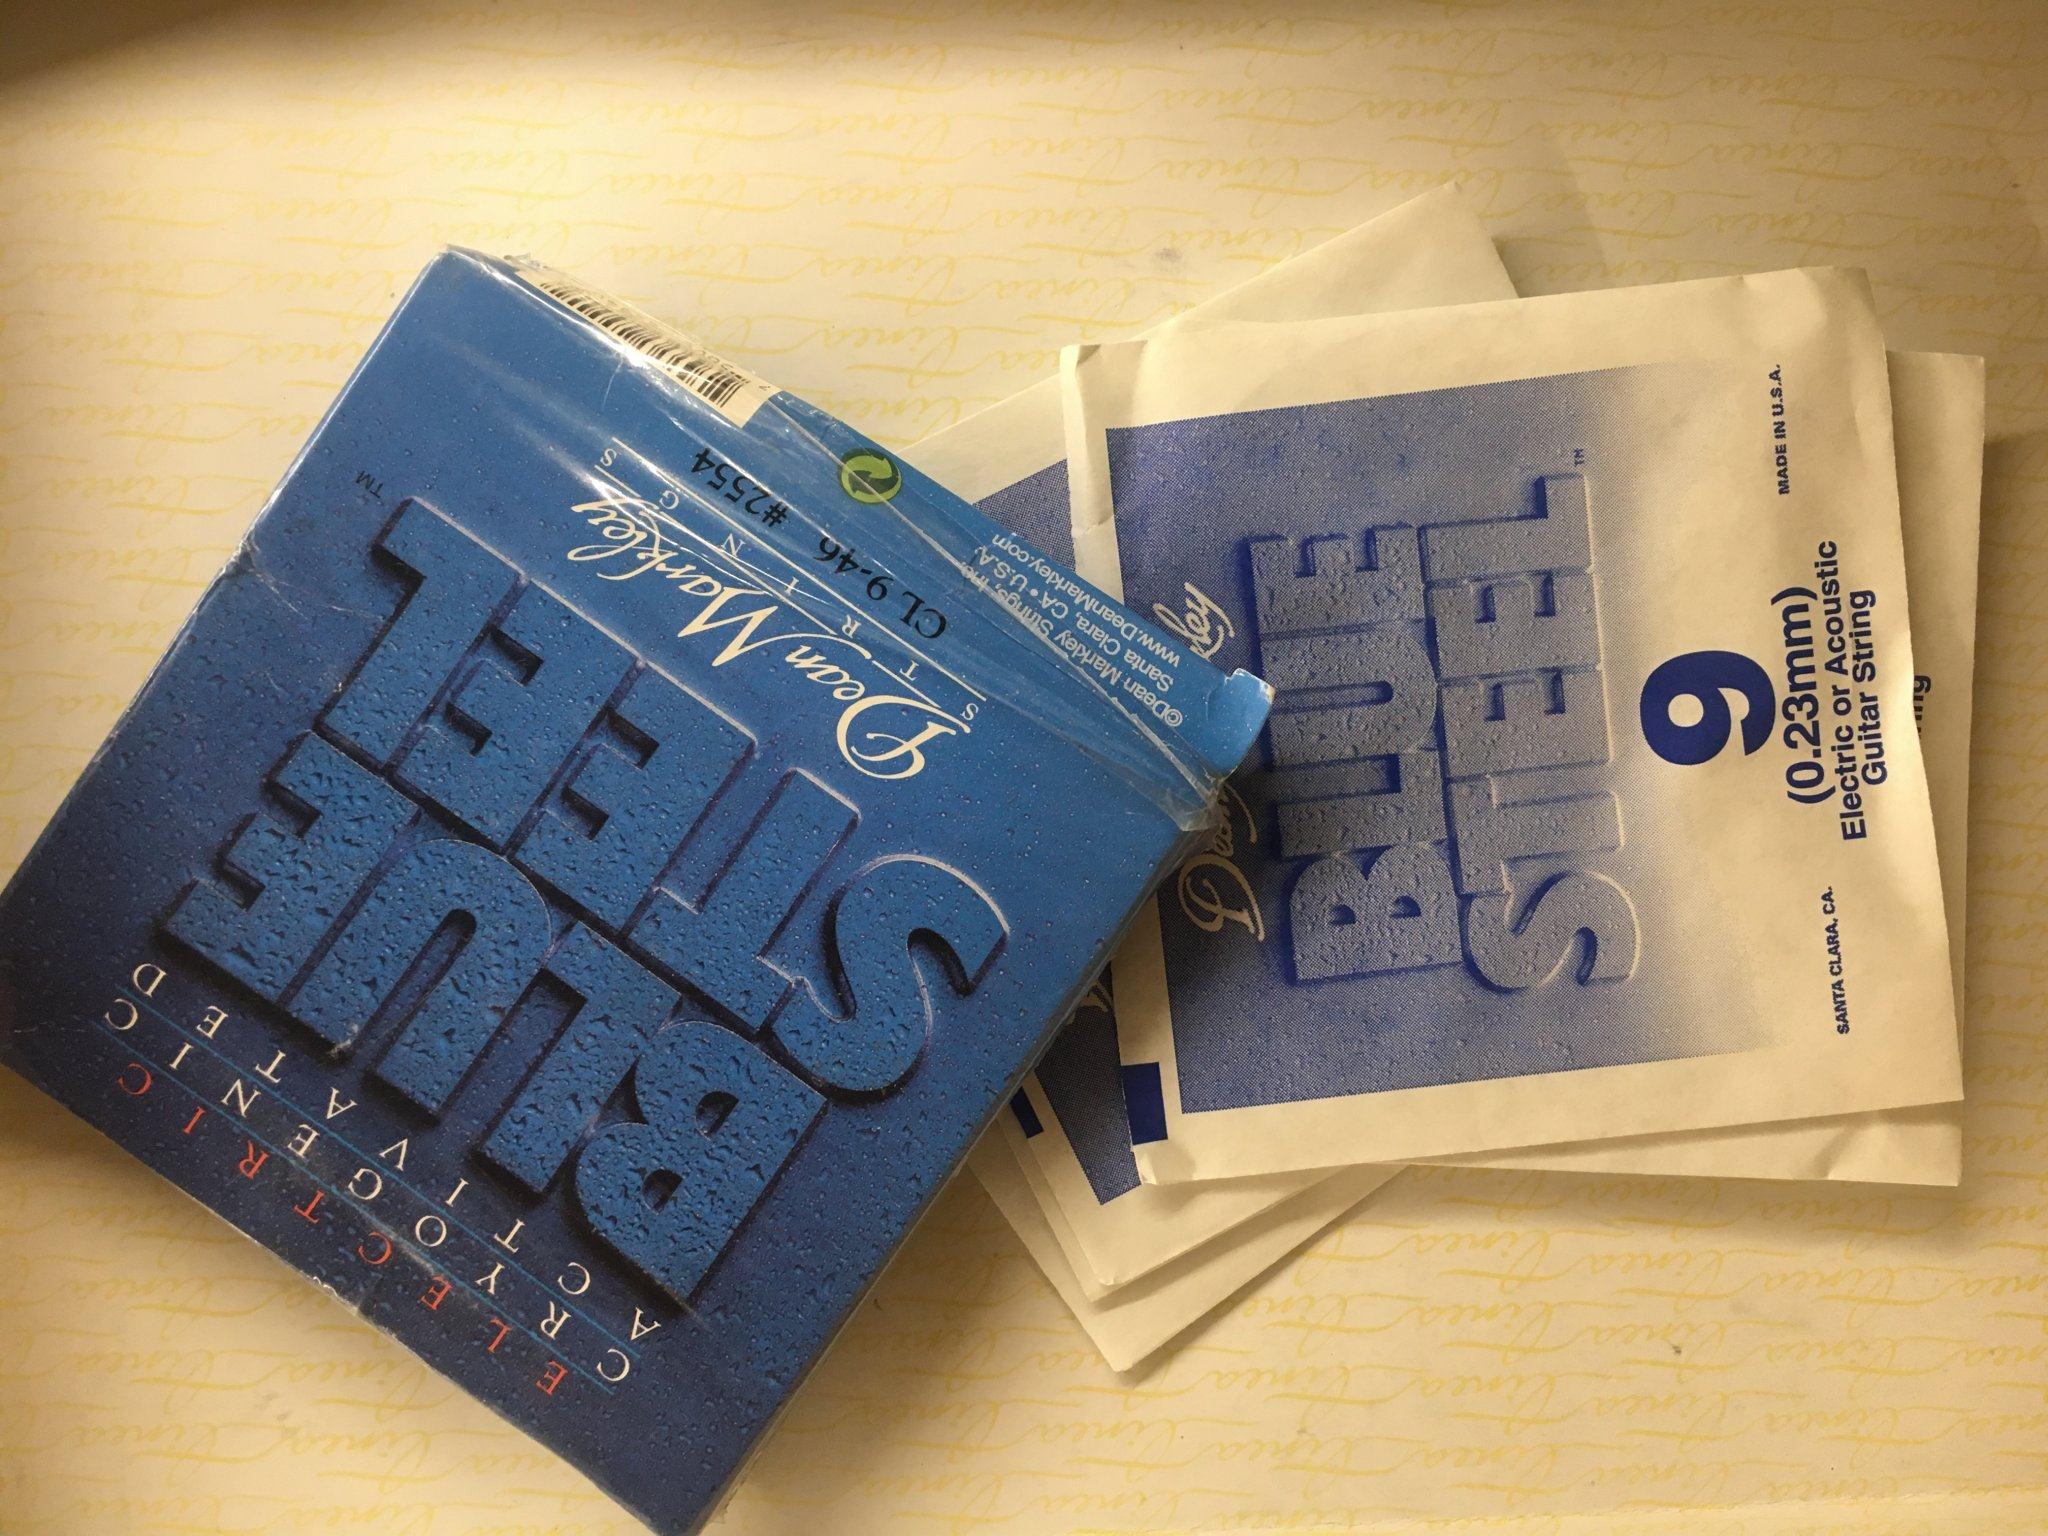 BLUE
STEEL
TM
Dean Markley
STRINGS
ELECTRIC
CRYOGENIC
ACTIVATED
CL 9-46 #2554
©Dean Markley Strings, Inc.
Santa Clara, CA • U.S.A.
www.DeanMarkley.com
BLUE
STEEL
TM
9
(0.23mm)
Electric or Acoustic
Guitar String
SANTA CLARA, CA.
MADE IN U.S.A.
linea